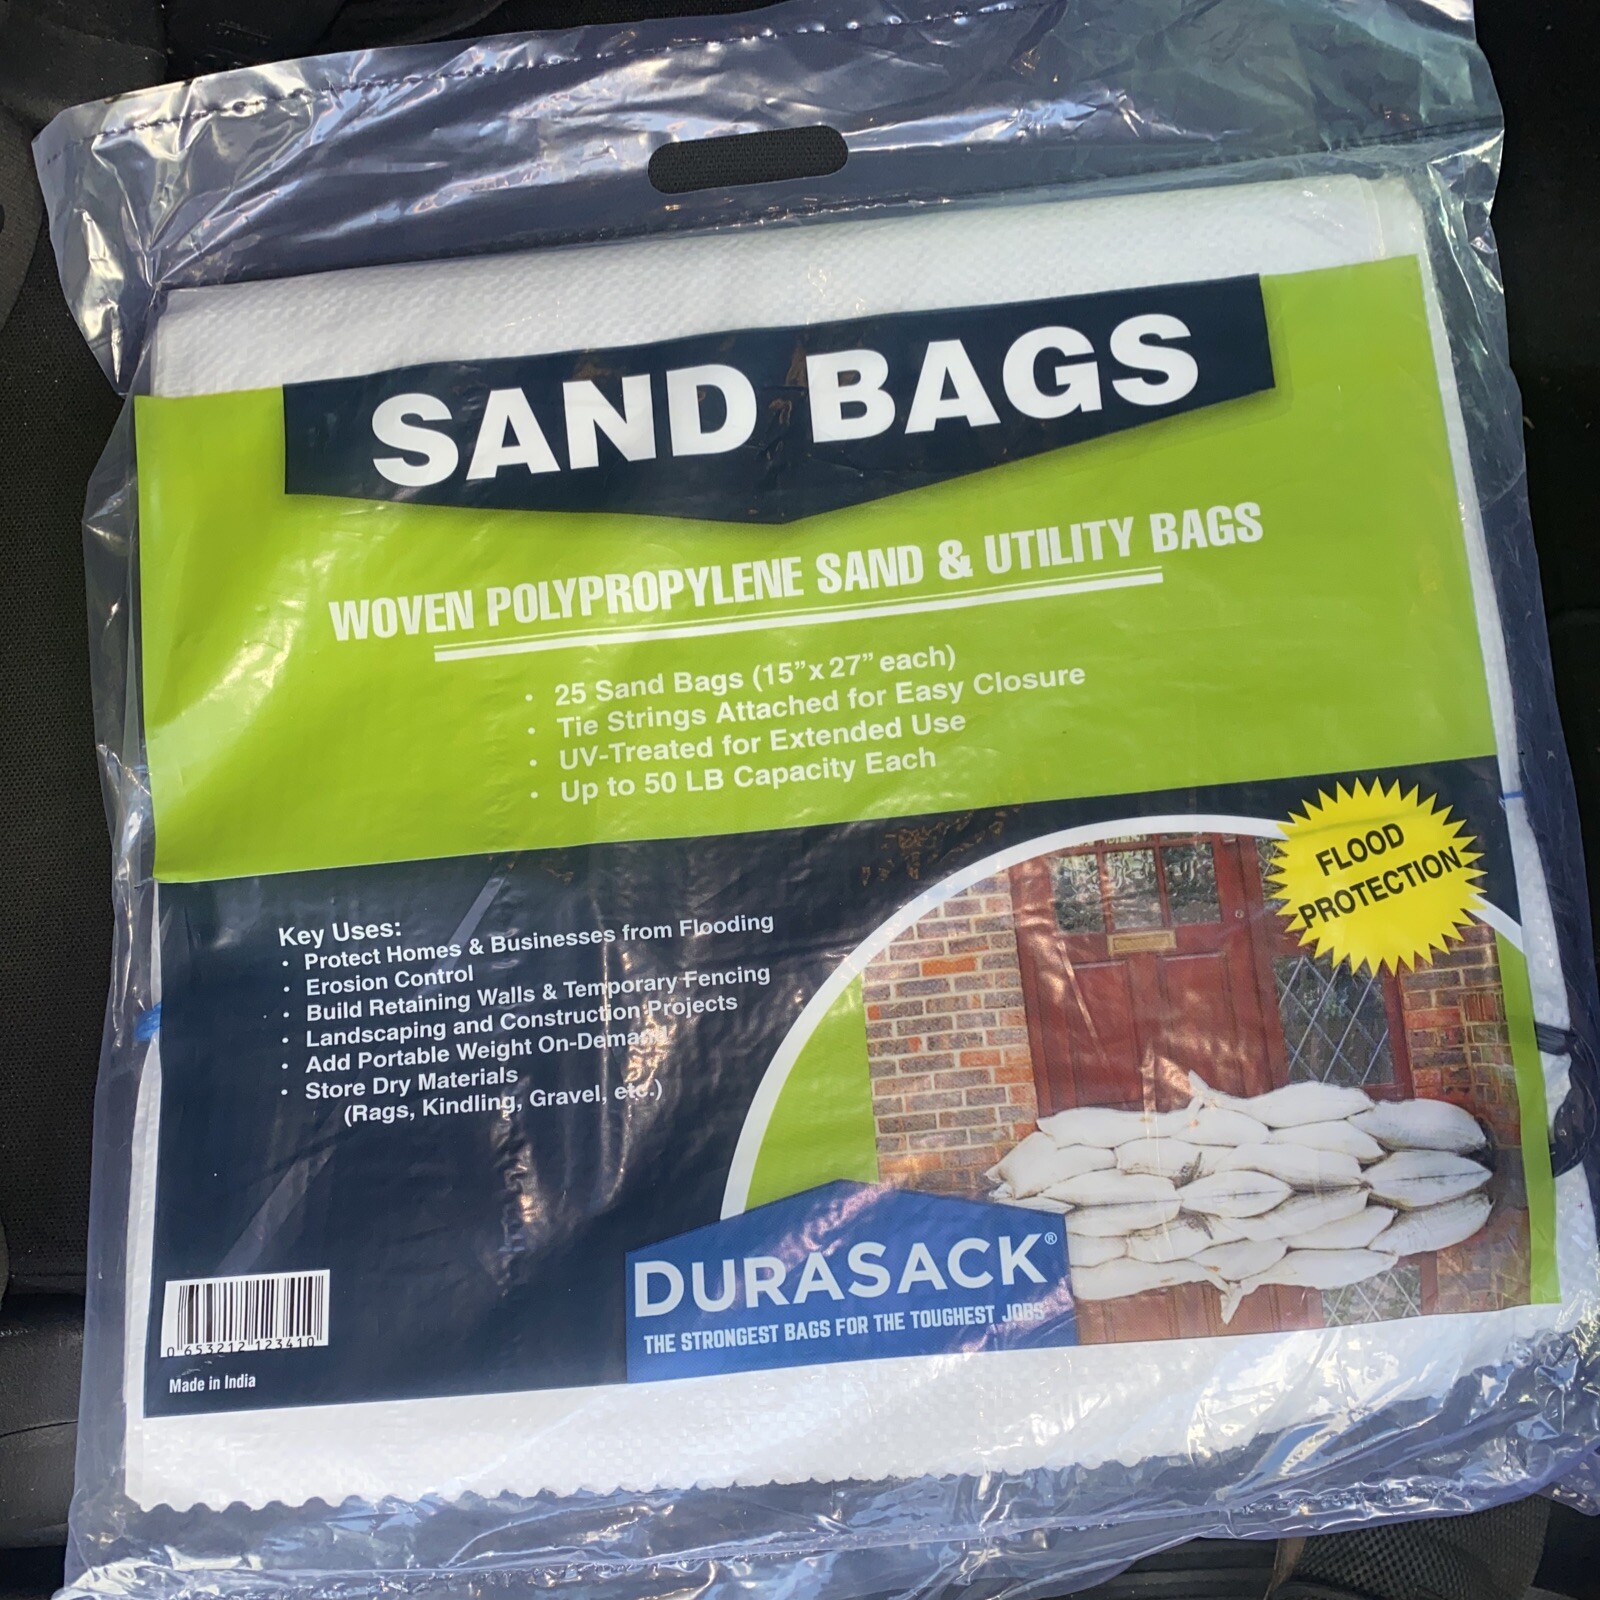 SAND BAGS
WOVEN POLYPROPYLENE SAND & UTILITY BAGS
• 25 Sand Bags (15”x 27” each)
• Tie Strings Attached for Easy Closure
• UV-Treated for Extended Use
• Up to 50 LB Capacity Each
FLOOD
PROTECTION
Key Uses:
• Protect Homes & Businesses from Flooding
• Erosion Control
• Build Retaining Walls & Temporary Fencing
• Landscaping and Construction Projects
• Add Portable Weight On-Demand
• Store Dry Materials
(Rags, Kindling, Gravel, etc.)
DURASACK®
THE STRONGEST BAGS FOR THE TOUGHEST JOBS
0 653212 123410
Made in India